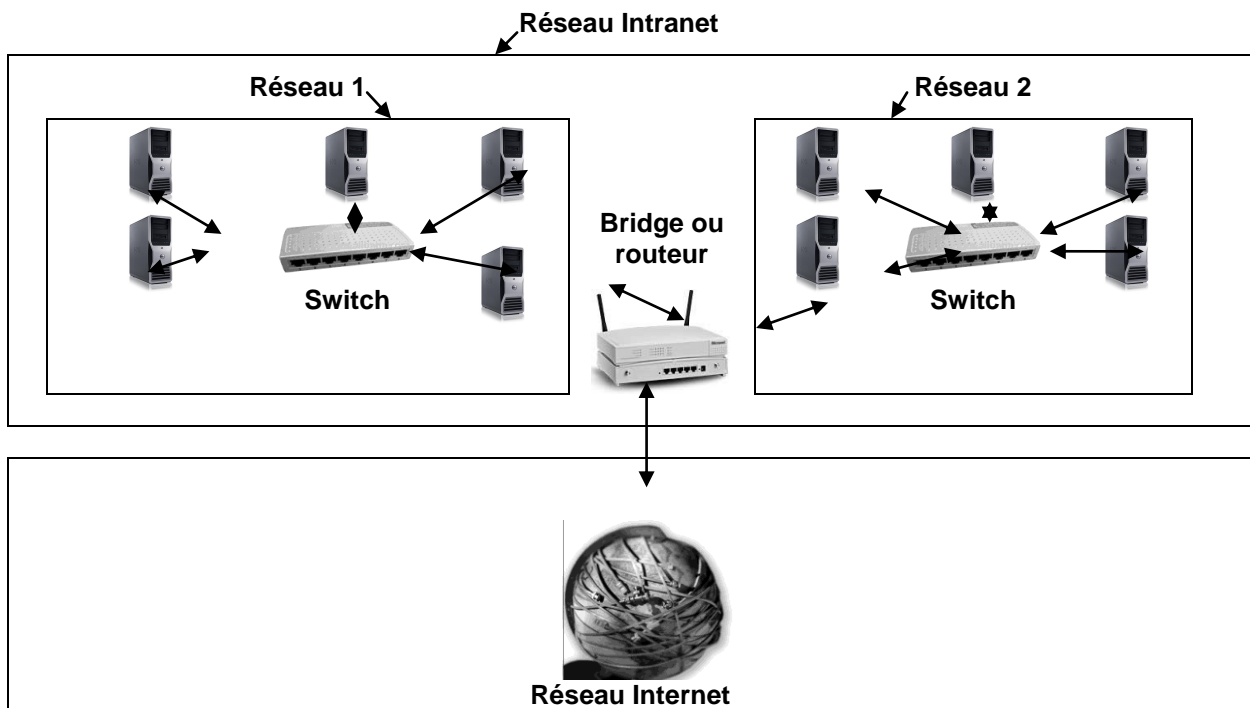 Réseau Intranet
Réseau 1
Réseau 2
Bridge ou
routeur
Switch
Switch
Réseau Internet